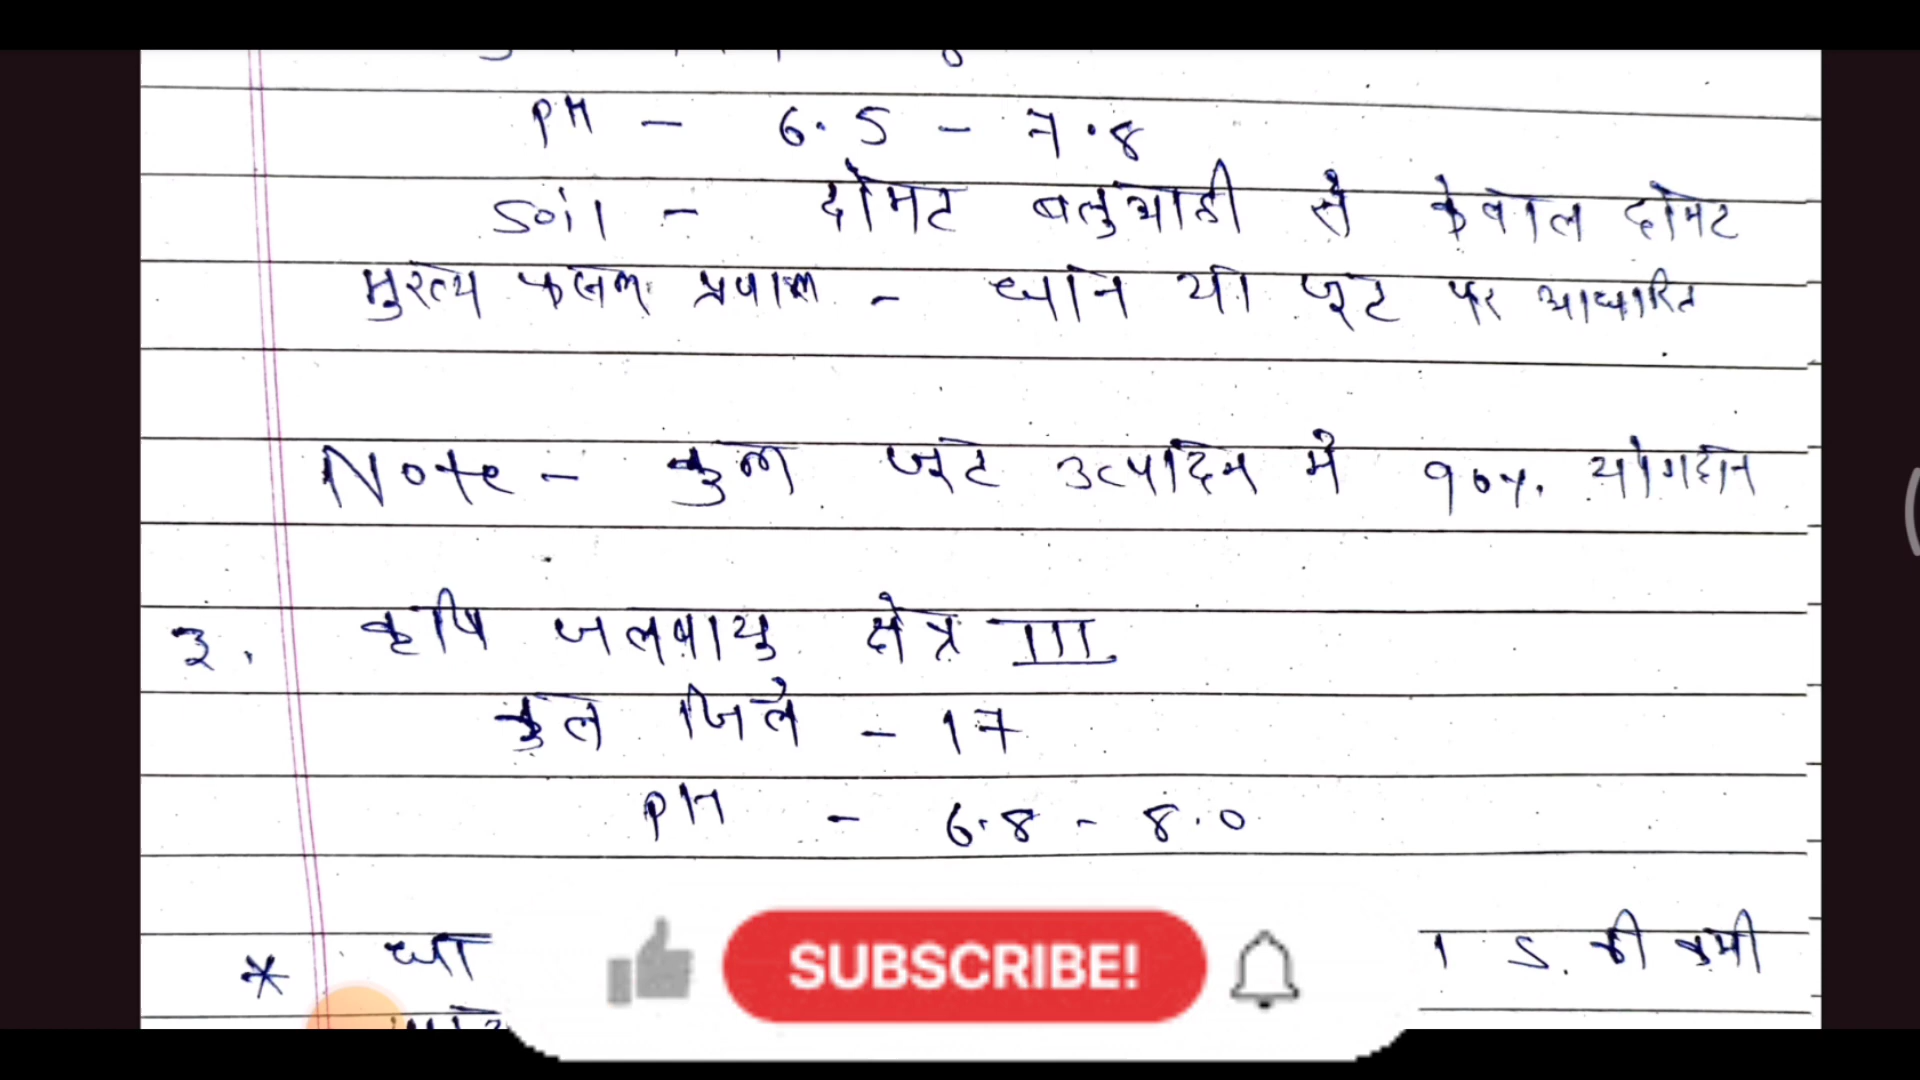 PH - 6.5 - 7.8
Soil - दोमट बलुआही से केवाल दोमट
मुख्य फसल प्रणाल - धान या जूट पर आधारित
Note - कुल जूट उत्पादन में 90%. योगदान
3. कृषि जलवायु क्षेत्र III
कुल जिले - 17
PH - 6.8 - 8.0
* धा S. की कमी
SUBSCRIBE!